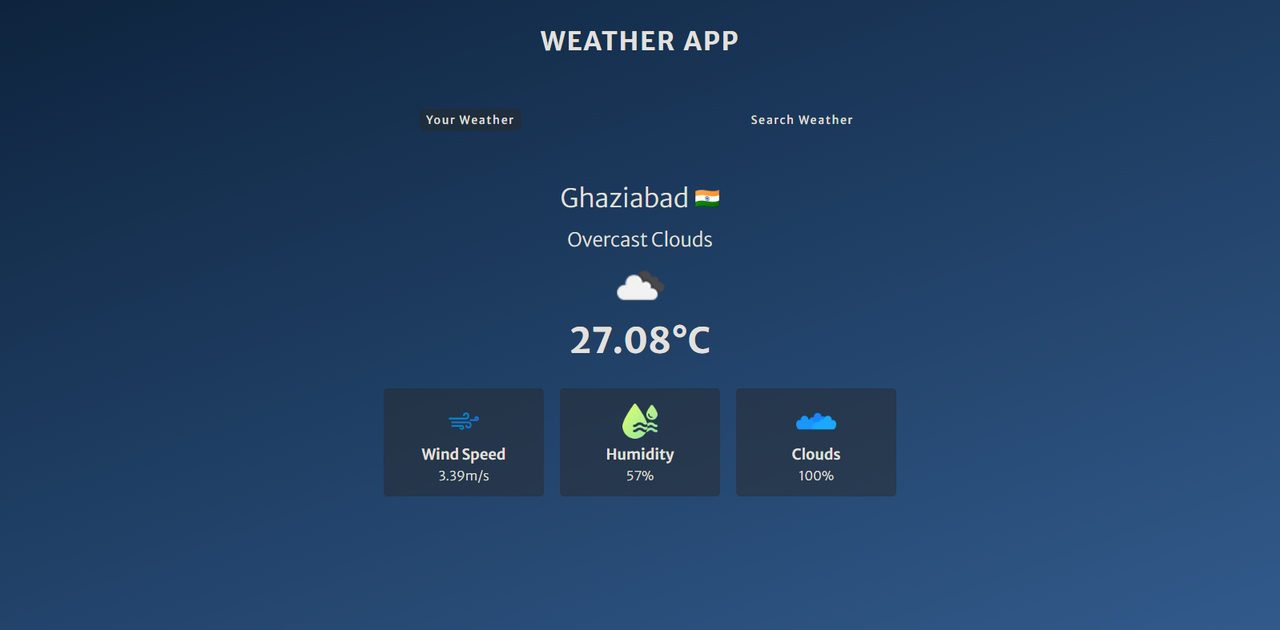 WEATHER APP
Your Weather
Search Weather
Ghaziabad
Overcast Clouds
27.08°C
Wind Speed
3.39m/s
Humidity
57%
Clouds
100%